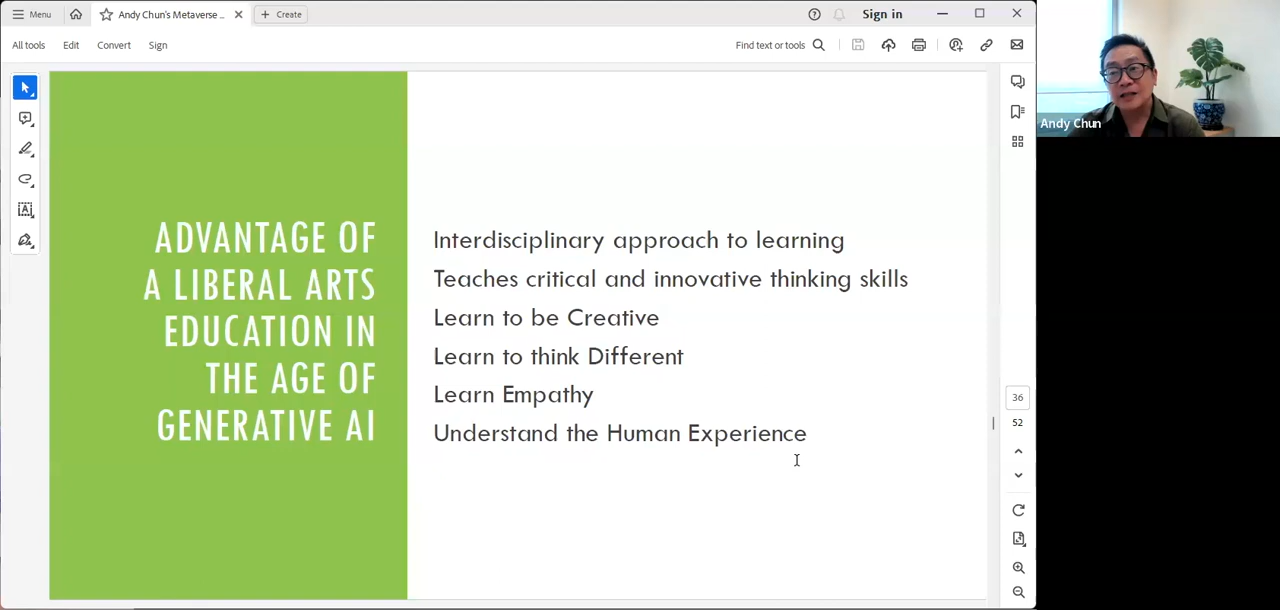 Menu
Andy Chun's Metaverse ...
Create
Sign in
All tools
Edit
Convert
Sign
Find text or tools
Andy Chun
ADVANTAGE OF
A LIBERAL ARTS
EDUCATION IN
THE AGE OF
GENERATIVE AI
Interdisciplinary approach to learning
Teaches critical and innovative thinking skills
Learn to be Creative
Learn to think Different
Learn Empathy
Understand the Human Experience
36
52